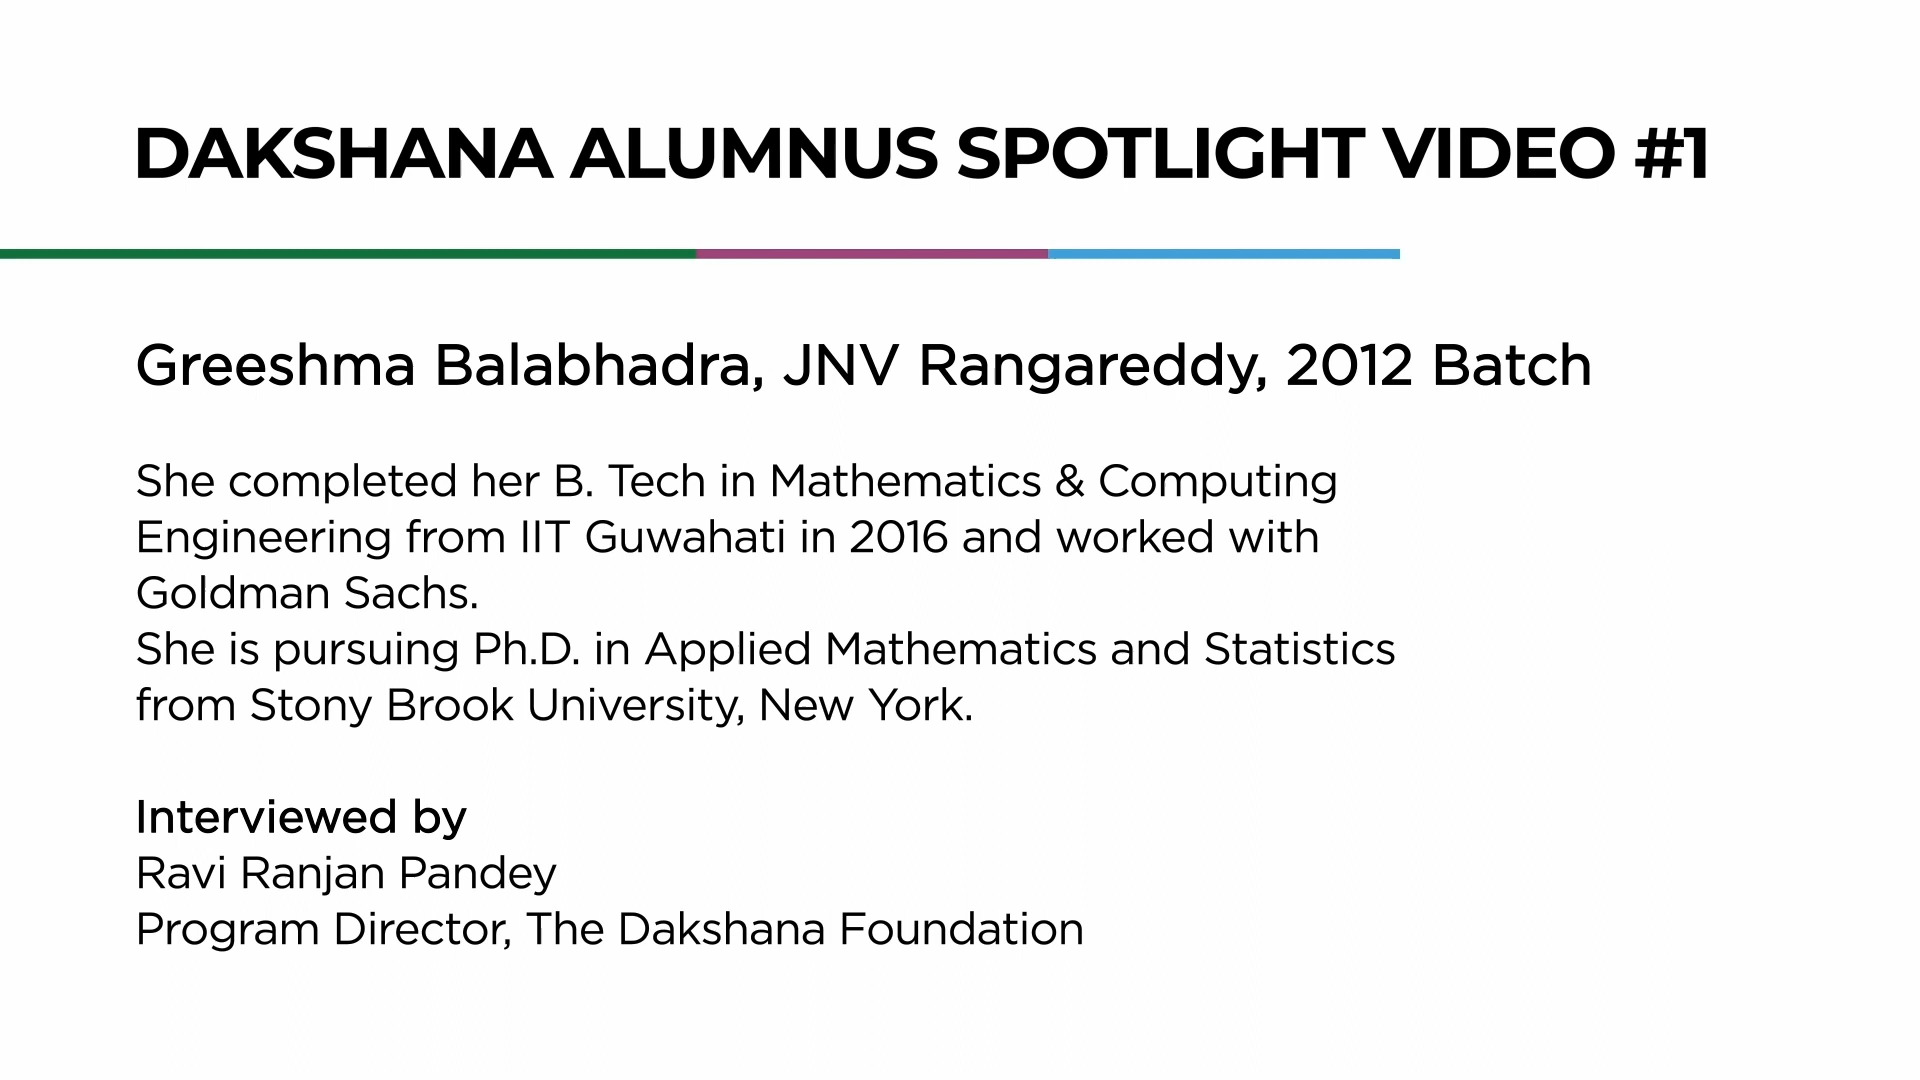 DAKSHANA ALUMNUS SPOTLIGHT VIDEO #1
Greeshma Balabhadra, JNV Rangareddy, 2012 Batch
She completed her B. Tech in Mathematics & Computing
Engineering from IIT Guwahati in 2016 and worked with
Goldman Sachs.
She is pursuing Ph.D. in Applied Mathematics and Statistics
from Stony Brook University, New York.
Interviewed by
Ravi Ranjan Pandey
Program Director, The Dakshana Foundation